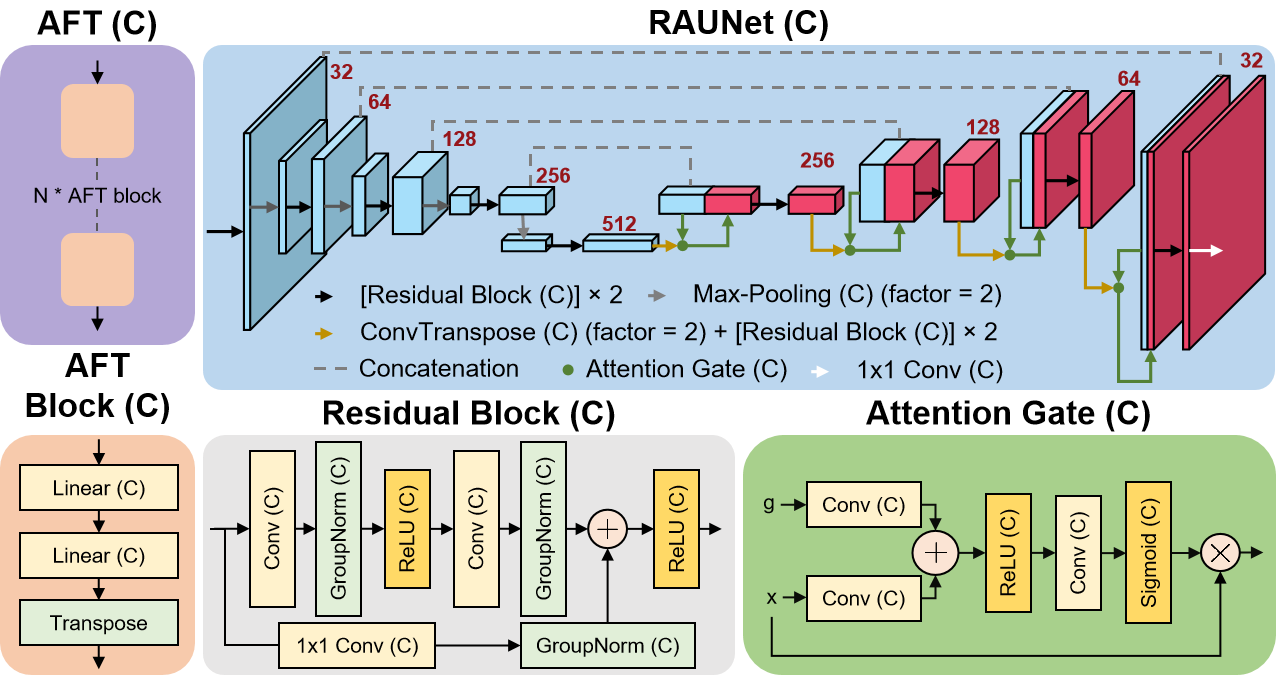 AFT (C)
N * AFT block
RAUNet (C)
32
64
128
256
512
256
128
64
32
[Residual Block (C)] × 2
Max-Pooling (C) (factor = 2)
ConvTranspose (C) (factor = 2) + [Residual Block (C)] × 2
Concatenation
Attention Gate (C)
1x1 Conv (C)
AFT
Block (C)
Linear (C)
Linear (C)
Transpose
Residual Block (C)
Conv (C)
GroupNorm (C)
ReLU (C)
Conv (C)
GroupNorm (C)
ReLU (C)
1x1 Conv (C)
GroupNorm (C)
Attention Gate (C)
g
Conv (C)
x
Conv (C)
ReLU (C)
Conv (C)
Sigmoid (C)